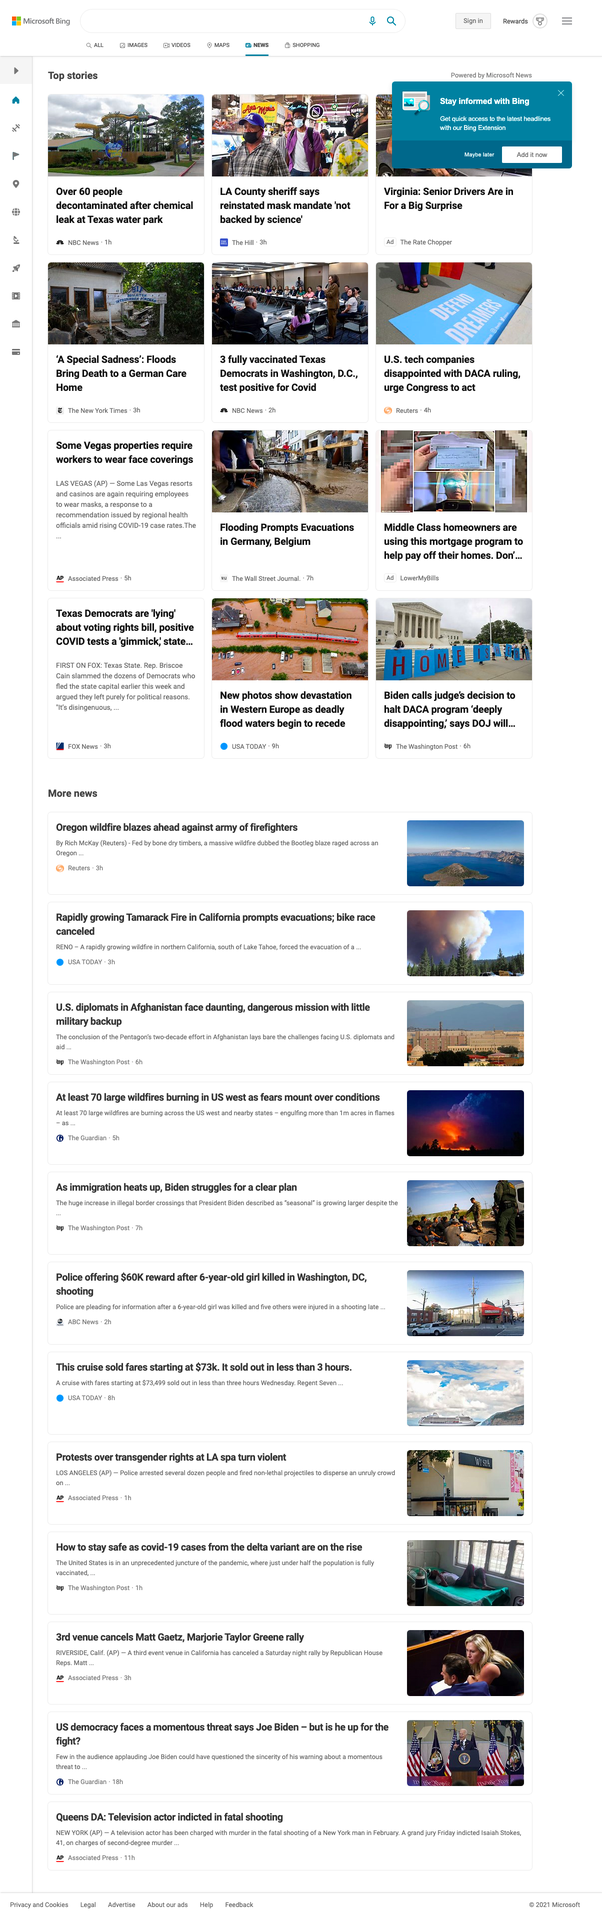 Microsoft Bing
Sign in
Rewards
ALL
IMAGES
VIDEOS
MAPS
NEWS
SHOPPING
Top stories
Powered by Microsoft News
Stay informed with Bing
Get quick access to the latest headlines
with our Bing Extension
Maybe later
Add it now
Over 60 people
decontaminated after chemical
leak at Texas water park
NBC News · 1h
LA County sheriff says
reinstated mask mandate 'not
backed by science'
The Hill · 3h
Virginia: Senior Drivers Are in
For a Big Surprise
Ad The Rate Chopper
'A Special Sadness': Floods
Bring Death to a German Care
Home
The New York Times · 3h
3 fully vaccinated Texas
Democrats in Washington, D.C.,
test positive for Covid
NBC News · 2h
DEFEND
DREAMERS
U.S. tech companies
disappointed with DACA ruling,
urge Congress to act
Reuters · 4h
Some Vegas properties require
workers to wear face coverings
LAS VEGAS (AP) — Some Las Vegas resorts
and casinos are again requiring employees
to wear masks, a response to a
recommendation issued by regional health
officials amid rising COVID-19 case rates.The
...
AP Associated Press · 5h
Flooding Prompts Evacuations
in Germany, Belgium
The Wall Street Journal. · 7h
Middle Class homeowners are
using this mortgage program to
help pay off their homes. Don'...
Ad LowerMyBills
Texas Democrats are 'lying'
about voting rights bill, positive
COVID tests a 'gimmick,' state...
FIRST ON FOX: Texas State. Rep. Briscoe
Cain slammed the dozens of Democrats who
fled the state capital earlier this week and
argued they left purely for political reasons.
"It's disingenuous, ...
FOX News · 3h
New photos show devastation
in Western Europe as deadly
flood waters begin to recede
USA TODAY · 9h
HOME IS
Biden calls judge's decision to
halt DACA program 'deeply
disappointing,' says DOJ will...
wp The Washington Post · 6h
More news
Oregon wildfire blazes ahead against army of firefighters
By Rich McKay (Reuters) - Fed by bone dry timbers, a massive wildfire dubbed the Bootleg blaze raged across an
Oregon ...
Reuters · 3h
Rapidly growing Tamarack Fire in California prompts evacuations; bike race
canceled
RENO – A rapidly growing wildfire in northern California, south of Lake Tahoe, forced the evacuation of a ...
USA TODAY · 3h
U.S. diplomats in Afghanistan face daunting, dangerous mission with little
military backup
The conclusion of the Pentagon's two-decade effort in Afghanistan lays bare the challenges facing U.S. diplomats and
aid ...
wp The Washington Post · 6h
At least 70 large wildfires burning in US west as fears mount over conditions
At least 70 large wildfires are burning across the US west and nearby states – engulfing more than 1m acres in flames
– as ...
The Guardian · 5h
As immigration heats up, Biden struggles for a clear plan
The huge increase in illegal border crossings that President Biden described as "seasonal" is growing larger despite the
...
wp The Washington Post · 7h
Police offering $60K reward after 6-year-old girl killed in Washington, DC,
shooting
Police are pleading for information after a 6-year-old girl was killed and five others were injured in a shooting late ...
ABC News · 2h
This cruise sold fares starting at $73k. It sold out in less than 3 hours.
A cruise with fares starting at $73,499 sold out in less than three hours Wednesday. Regent Seven ...
USA TODAY · 8h
Protests over transgender rights at LA spa turn violent
LOS ANGELES (AP) — Police arrested several dozen people and fired non-lethal projectiles to disperse an unruly crowd
on ...
AP Associated Press · 1h
How to stay safe as covid-19 cases from the delta variant are on the rise
The United States is in an unprecedented juncture of the pandemic, where just under half the population is fully
vaccinated, ...
wp The Washington Post · 1h
3rd venue cancels Matt Gaetz, Marjorie Taylor Greene rally
RIVERSIDE, Calif. (AP) — A third event venue in California has canceled a Saturday night rally by Republican House
Reps. Matt ...
AP Associated Press · 3h
US democracy faces a momentous threat says Joe Biden – but is he up for the
fight?
Few in the audience applauding Joe Biden could have questioned the sincerity of his warning about a momentous
threat to ...
The Guardian · 18h
Queens DA: Television actor indicted in fatal shooting
NEW YORK (AP) — A television actor has been charged with murder in the fatal shooting of a New York man in February. A grand jury Friday indicted Isaiah Stokes,
41, on charges of second-degree murder ...
AP Associated Press · 11h
Privacy and Cookies
Legal
Advertise
About our ads
Help
Feedback
© 2021 Microsoft